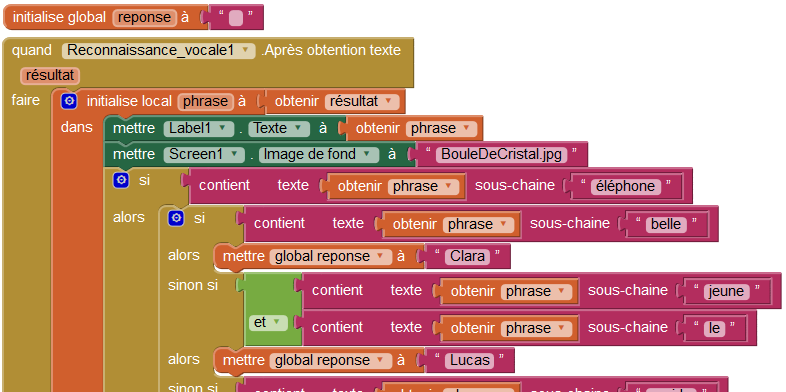 initialise global reponse à " "
quand Reconnaissance_vocale1 .Après obtention texte
résultat
faire initialise local phrase à obtenir résultat
dans mettre Label1 . Texte à obtenir phrase
mettre Screen1 . Image de fond à " BouleDeCristal.jpg "
si contient texte obtenir phrase sous-chaine " éléphone "
alors si contient texte obtenir phrase sous-chaine " belle "
alors mettre global reponse à " Clara "
sinon si contient texte obtenir phrase sous-chaine " jeune "
et contient texte obtenir phrase sous-chaine " le "
alors mettre global reponse à " Lucas "
sinon si